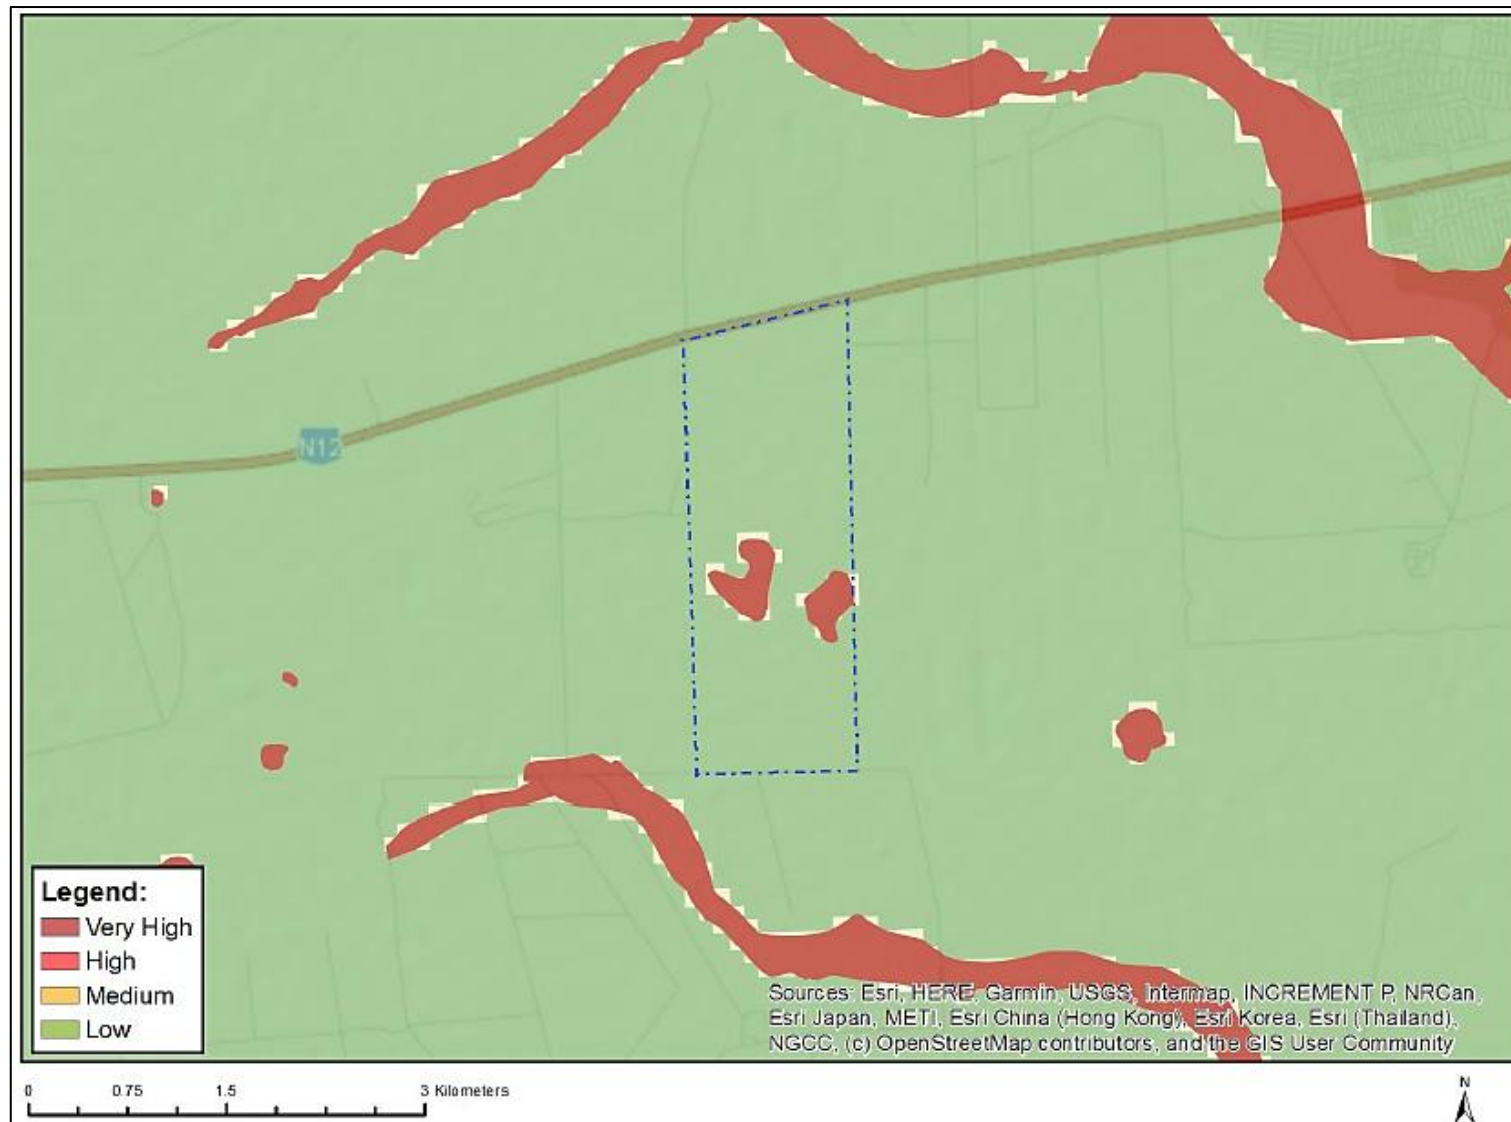 N12
Legend:
Very High
High
Medium
Low
Sources: Esri, HERE, Garmin, USGS, Intermap, INCREMENT P, NRCan,
Esri Japan, METI, Esri China (Hong Kong), Esri Korea, Esri (Thailand),
NGCC, (c) OpenStreetMap contributors, and the GIS User Community
0 0.75 1.5 3 Kilometers
N